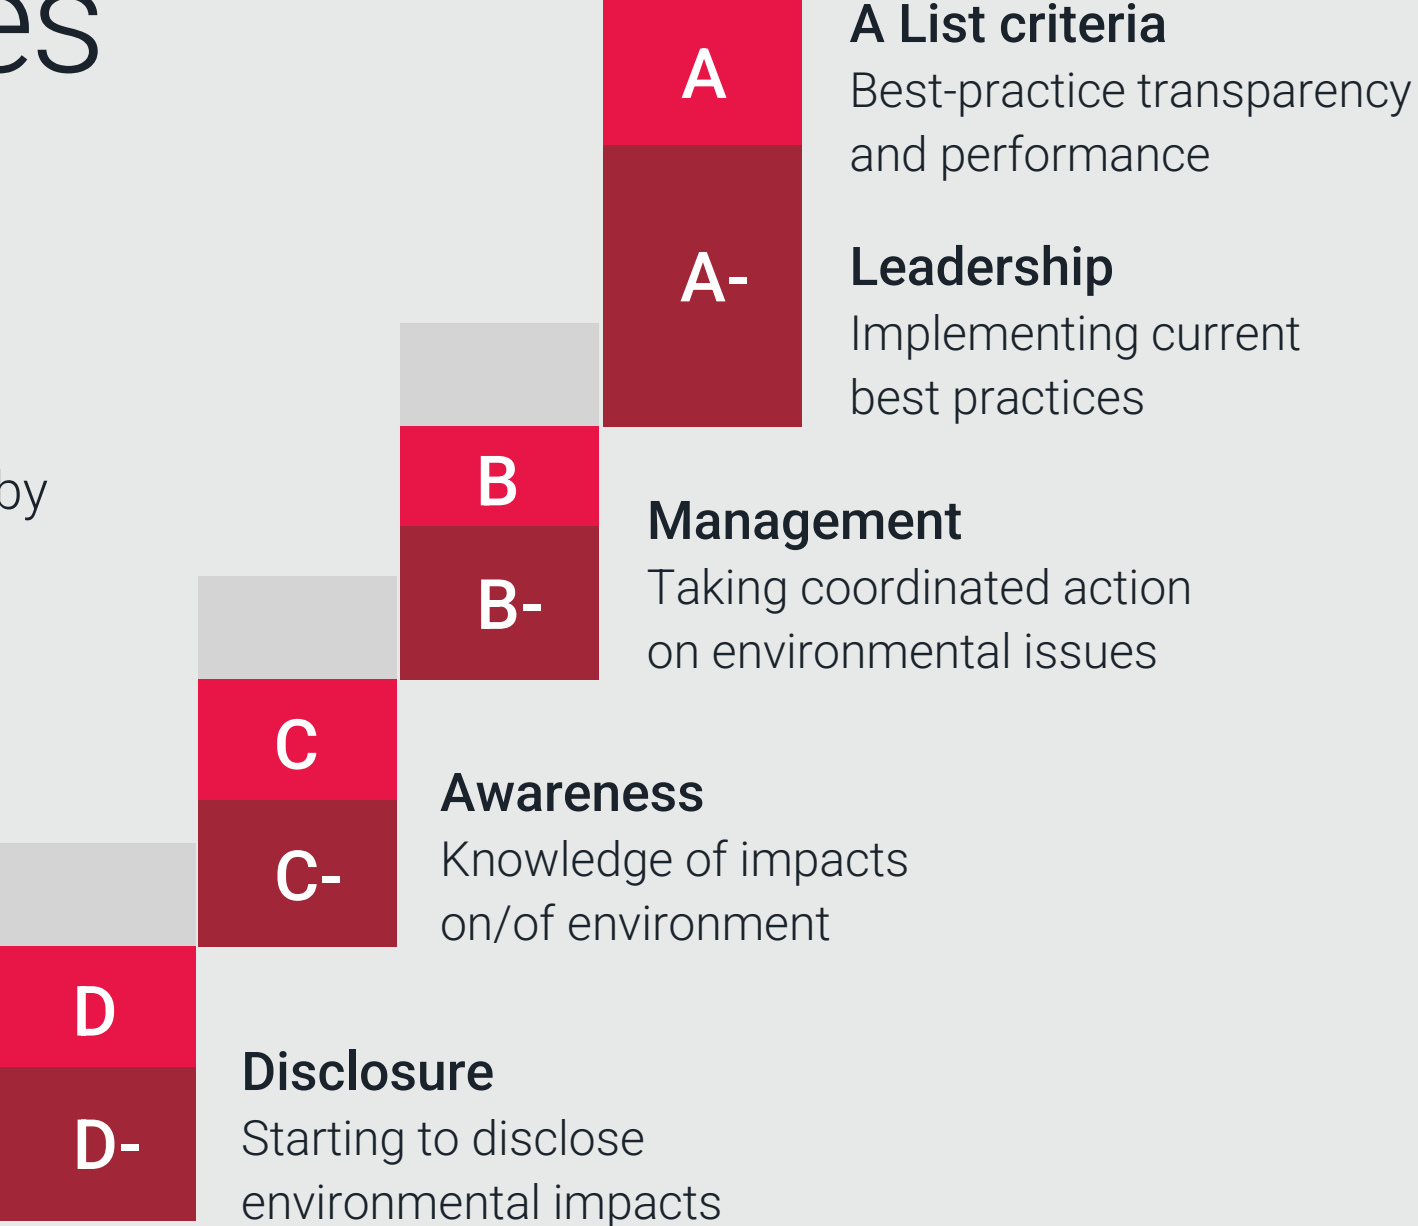 es
A
A List criteria
Best-practice transparency
and performance
A-
Leadership
Implementing current
best practices
by
B
B-
Management
Taking coordinated action
on environmental issues
C
C-
Awareness
Knowledge of impacts
on/of environment
D
D-
Disclosure
Starting to disclose
environmental impacts